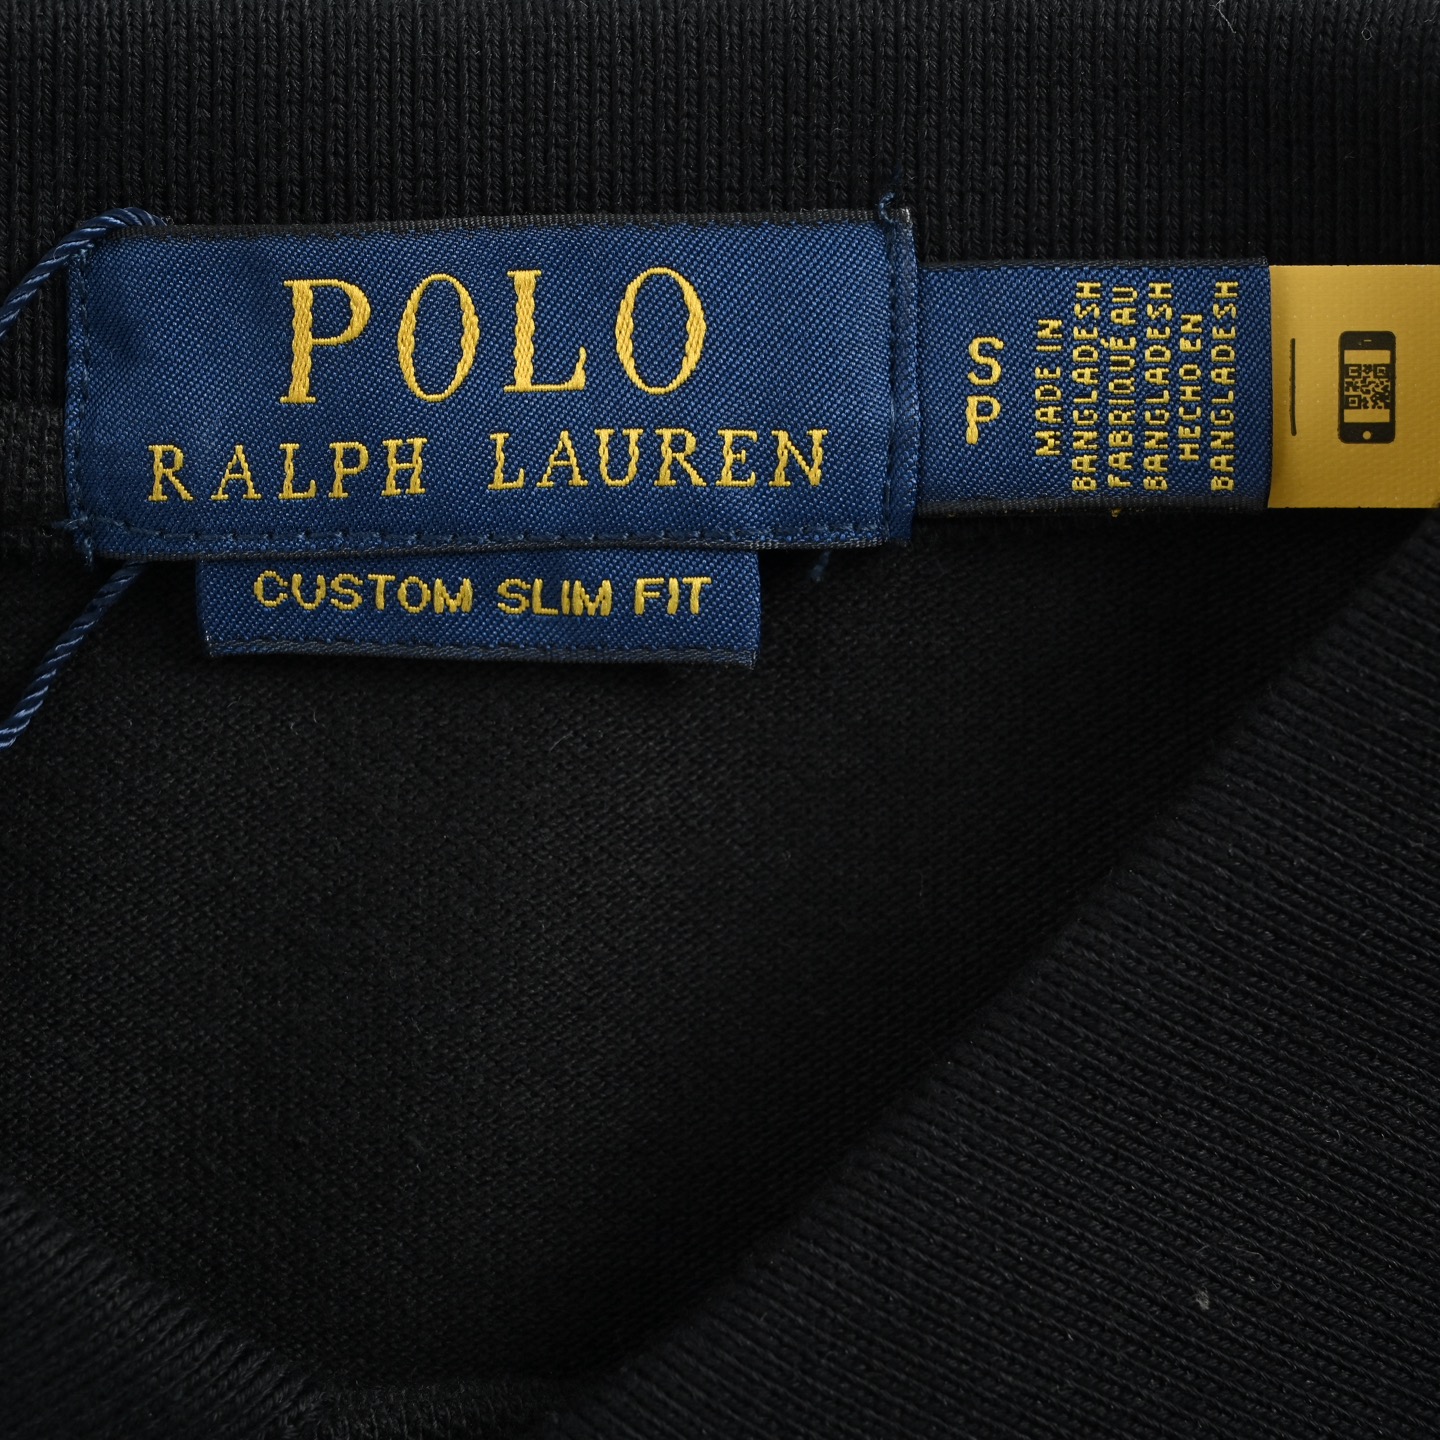 POLO
RALPH LAUREN
CUSTOM SLIM FIT
S
P
MADE IN
BANGLADESH
FABRIQUÉ AU
BANGLADESH
HECHO EN
BANGLADESH